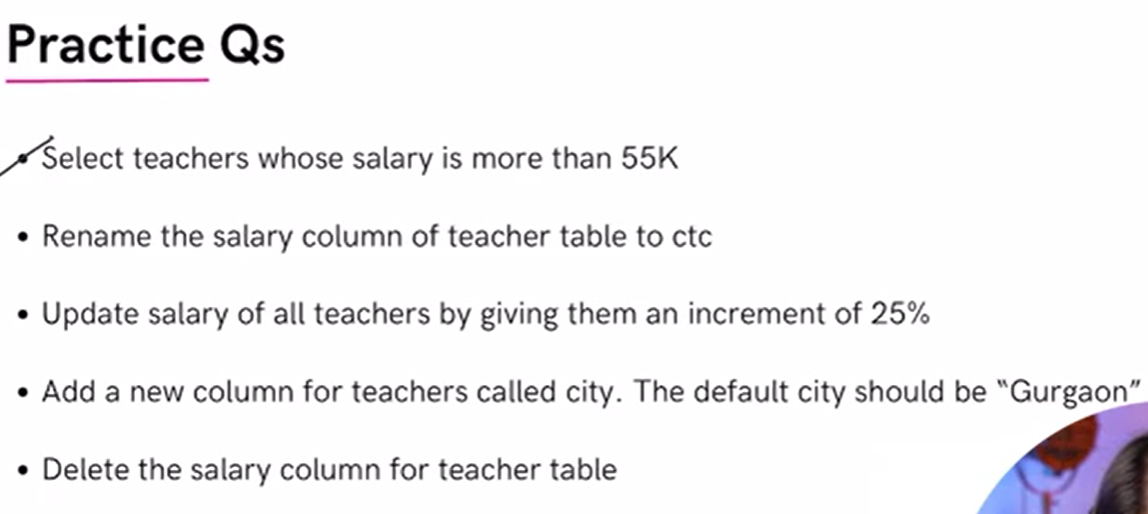 Practice Qs
• Select teachers whose salary is more than 55K
• Rename the salary column of teacher table to ctc
• Update salary of all teachers by giving them an increment of 25%
• Add a new column for teachers called city. The default city should be “Gurgaon”
• Delete the salary column for teacher table